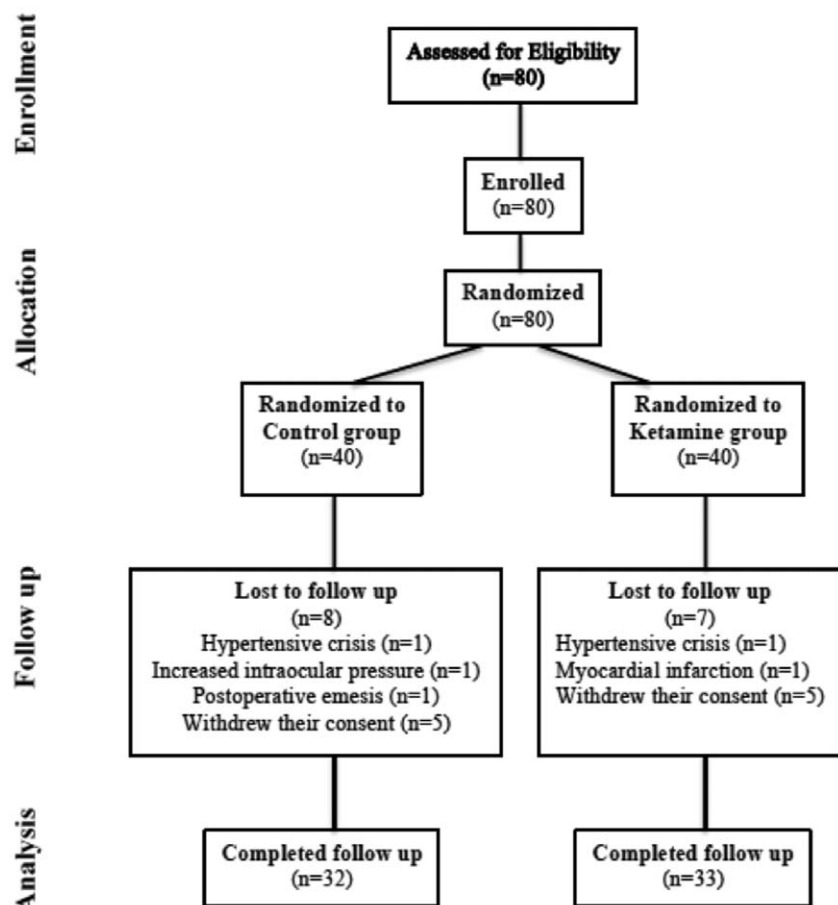 Enrollment
Assessed for Eligibility
(n=80)
Enrolled
(n=80)
Allocation
Randomized
(n=80)
Randomized to
Control group
(n=40)
Randomized to
Ketamine group
(n=40)
Follow up
Lost to follow up
(n=8)
Hypertensive crisis (n=1)
Increased intraocular pressure (n=1)
Postoperative emesis (n=1)
Withdrew their consent (n=5)
Lost to follow up
(n=7)
Hypertensive crisis (n=1)
Myocardial infarction (n=1)
Withdrew their consent (n=5)
Analysis
Completed follow up
(n=32)
Completed follow up
(n=33)